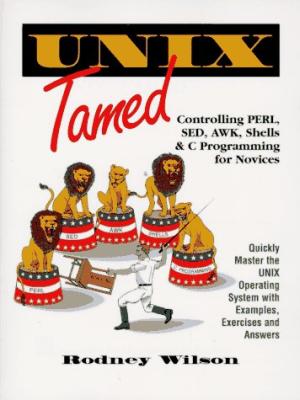 UNIX
Tamed
Controlling PERL,
SED, AWK, Shells
& C Programming
for Novices
PERL
SED
AWK
SHELLS
C PROGRAMMING
Quickly
Master the
UNIX
Operating
System with
Examples,
Exercises and
Answers
Rodney Wilson